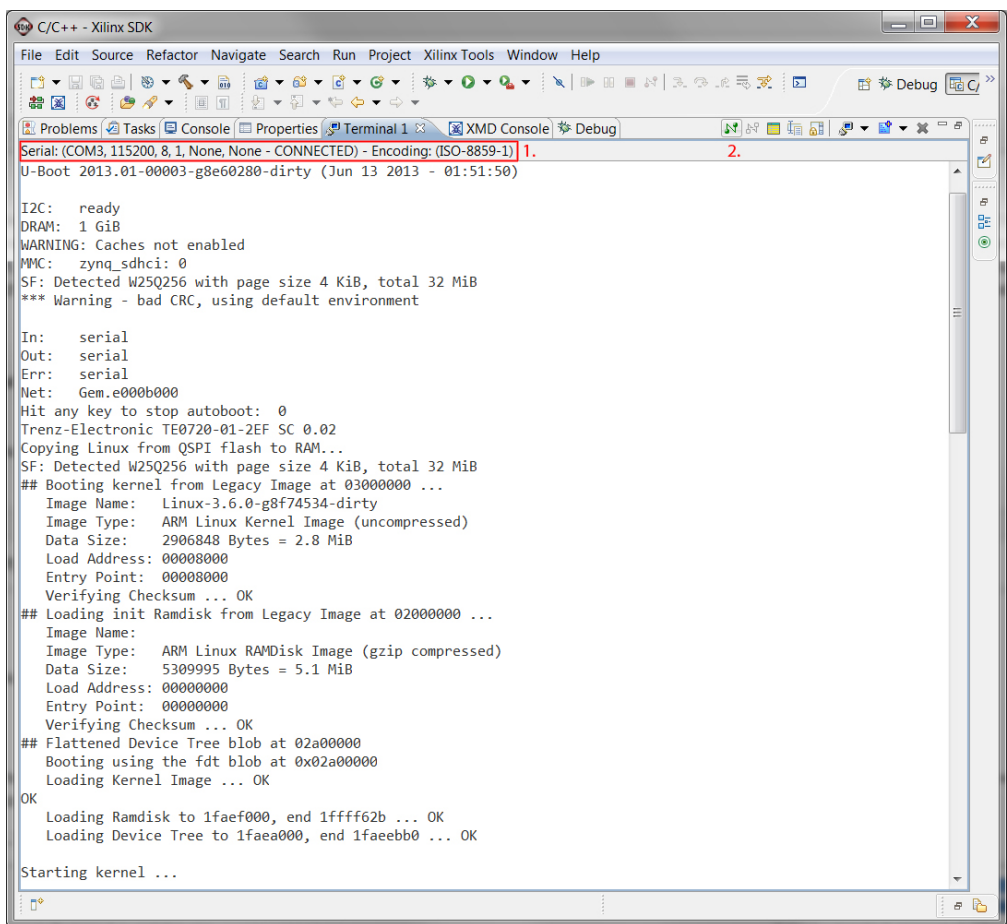 C/C++ - Xilinx SDK
File Edit Source Refactor Navigate Search Run Project Xilinx Tools Window Help
Debug C/
Problems Tasks Console Properties Terminal 1 XMD Console Debug
Serial: (COM3, 115200, 8, 1, None, None - CONNECTED) - Encoding: (ISO-8859-1) 1. 2.
U-Boot 2013.01-00003-g8e60280-dirty (Jun 13 2013 - 01:51:50)
I2C: ready
DRAM: 1 GiB
WARNING: Caches not enabled
MMC: zynq_sdhci: 0
SF: Detected W25Q256 with page size 4 KiB, total 32 MiB
*** Warning - bad CRC, using default environment
In: serial
Out: serial
Err: serial
Net: Gem.e000b000
Hit any key to stop autoboot: 0
Trenz-Electronic TE0720-01-2EF SC 0.02
Copying Linux from QSPI flash to RAM...
SF: Detected W25Q256 with page size 4 KiB, total 32 MiB
## Booting kernel from Legacy Image at 03000000 ...
Image Name: Linux-3.6.0-g8f74534-dirty
Image Type: ARM Linux Kernel Image (uncompressed)
Data Size: 2906848 Bytes = 2.8 MiB
Load Address: 00008000
Entry Point: 00008000
Verifying Checksum ... OK
## Loading init Ramdisk from Legacy Image at 02000000 ...
Image Name:
Image Type: ARM Linux RAMDisk Image (gzip compressed)
Data Size: 5309995 Bytes = 5.1 MiB
Load Address: 00000000
Entry Point: 00000000
Verifying Checksum ... OK
## Flattened Device Tree blob at 02a00000
Booting using the fdt blob at 0x02a00000
Loading Kernel Image ... OK
OK
Loading Ramdisk to 1faef000, end 1ffff62b ... OK
Loading Device Tree to 1faea000, end 1faeebb0 ... OK
Starting kernel ...